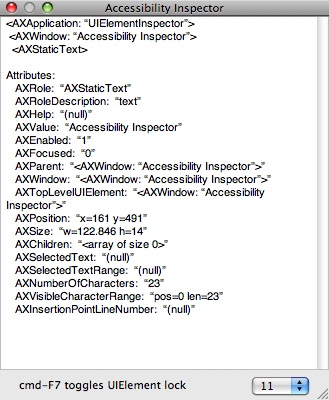 Accessibility Inspector
<AXApplication: “UIElementInspector”>
<AXWindow: “Accessibility Inspector”>
<AXStaticText>
Attributes:
AXRole: “AXStaticText”
AXRoleDescription: “text”
AXHelp: “(null)”
AXValue: “Accessibility Inspector”
AXEnabled: “1”
AXFocused: “0”
AXParent: “<AXWindow: “Accessibility Inspector”>”
AXWindow: “<AXWindow: “Accessibility Inspector”>”
AXTopLevelUIElement: “<AXWindow: “Accessibility
Inspector”>”
AXPosition: “x=161 y=491”
AXSize: “w=122.846 h=14”
AXChildren: “<array of size 0>”
AXSelectedText: “(null)”
AXSelectedTextRange: “(null)”
AXNumberOfCharacters: “23”
AXVisibleCharacterRange: “pos=0 len=23”
AXInsertionPointLineNumber: “(null)”
cmd-F7 toggles UIElement lock
11